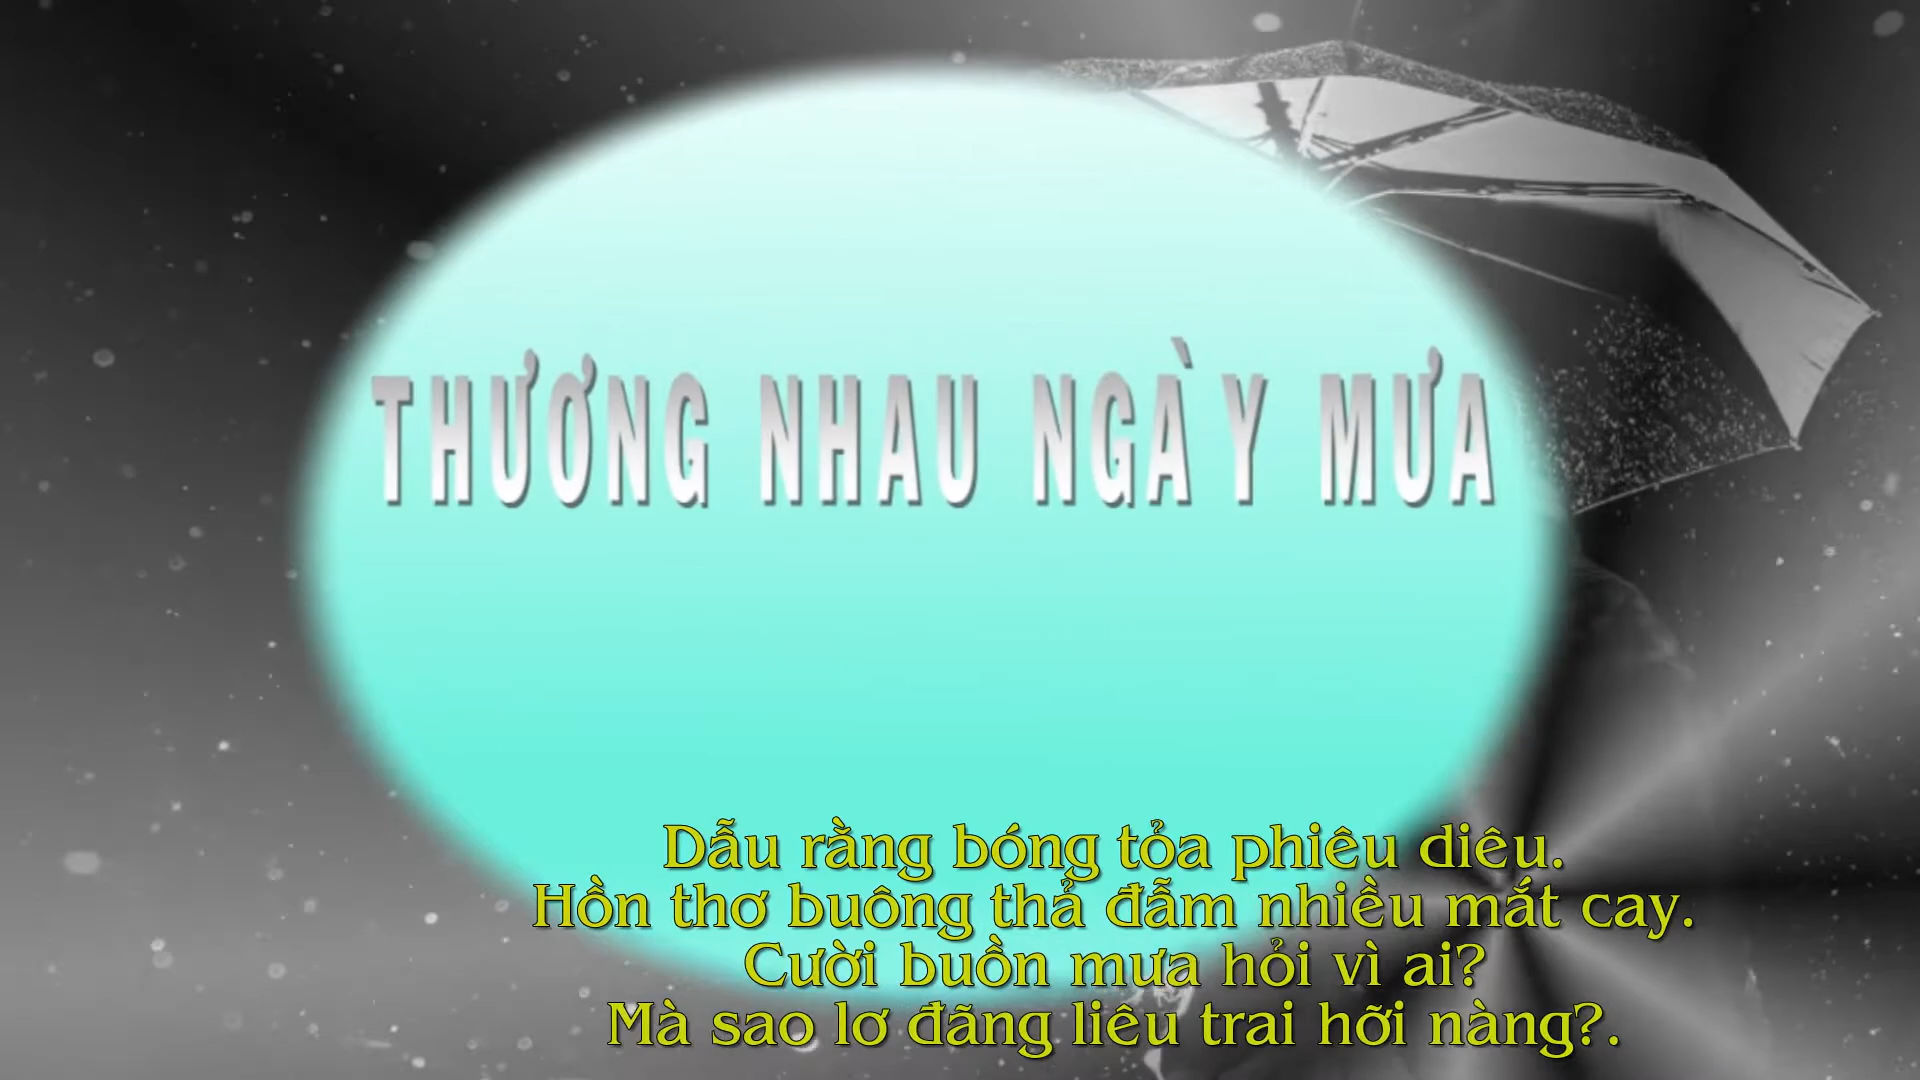 THƯƠNG NHAU NGÀY MƯA
Dẫu rằng bóng tỏa phiêu diêu.
Hồn thơ buông thả đẫm nhiều mắt cay.
Cười buồn mưa hỏi vì ai?
Mà sao lơ đãng liêu trai hỡi nàng?.